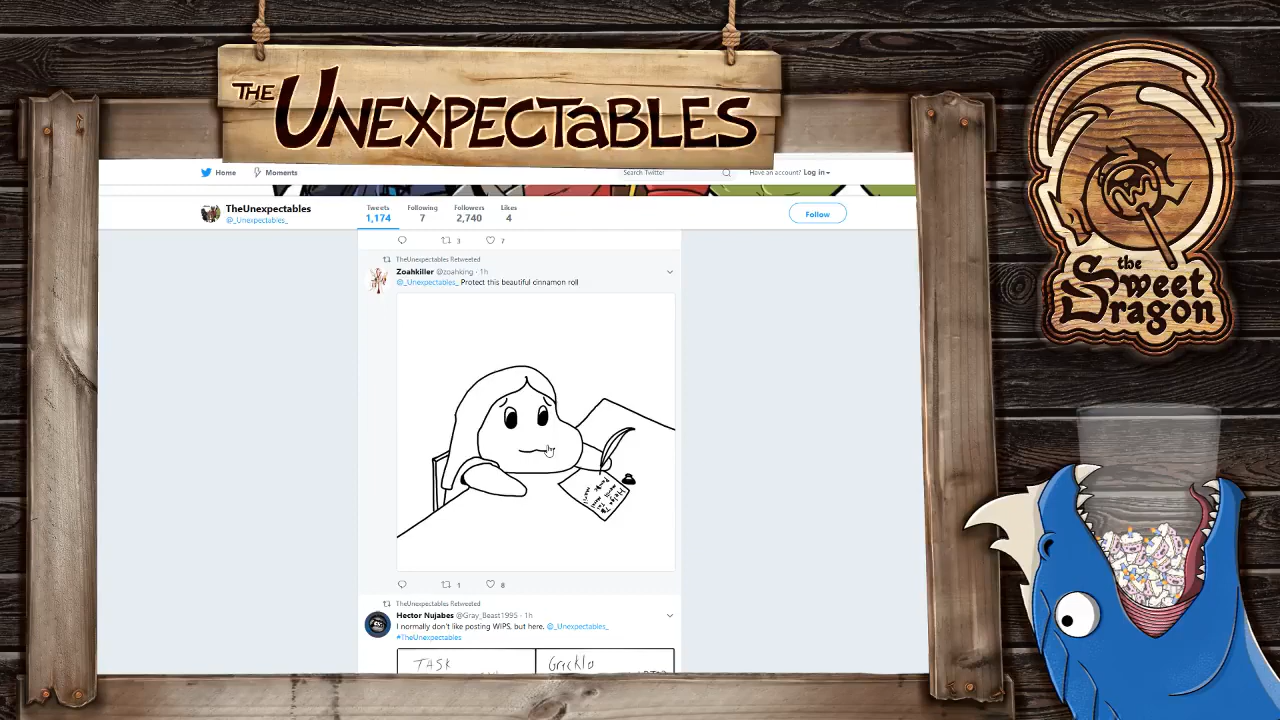 THE UNEXPECTaBLES
Home
Moments
Search Twitter
Have an account? Log in
TheUnexpectables
@_Unexpectables_
Tweets
1,174
Following
7
Followers
2,740
Likes
4
Follow
3
7
TheUnexpectables Retweeted
Zoahkiller @zoahking · 1h
@_Unexpectables_ Protect this beautiful cinnamon roll
1
8
TheUnexpectables Retweeted
Hector Nujabes @Gray_Beast1995 · 1h
I normally don't like posting WIPS, but here. @_Unexpectables_
#TheUnexpectables
TASK
Gricklo
the
Sweet
Dragon